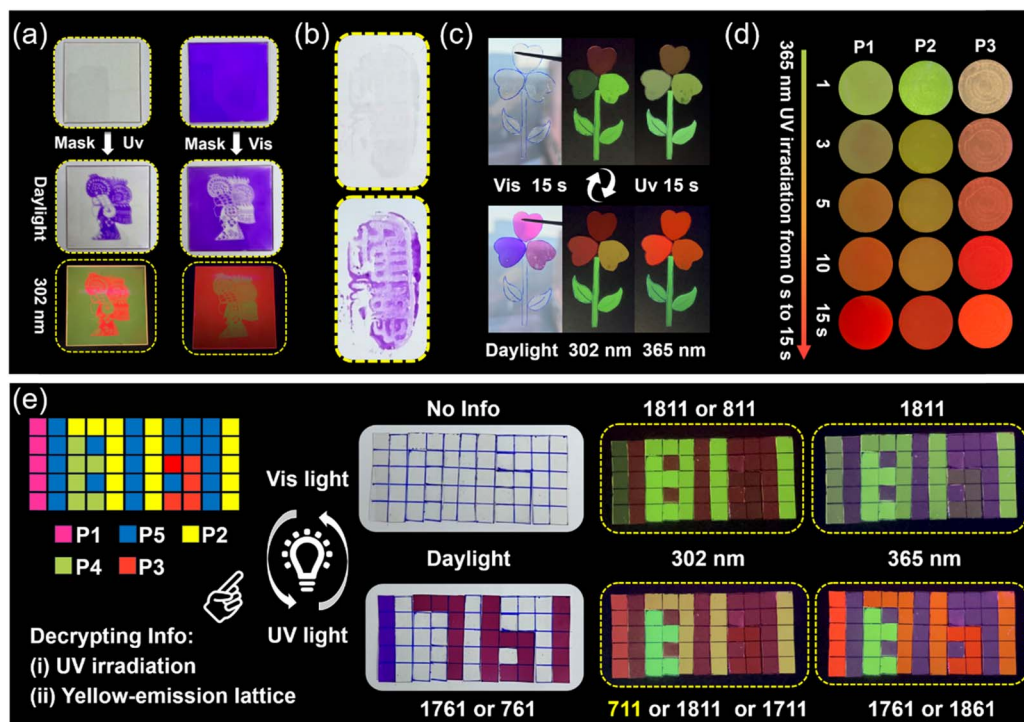 (a)
Mask Uv
Mask Vis
Daylight
302 nm
(b)
(c)
Vis 15 s
Uv 15 s
Daylight 302 nm 365 nm
(d)
P1 P2 P3
365 nm UV irradiation from 0 s to 15 s
1
3
5
10
15 s
(e)
P1 P5 P2
P4 P3
Decrypting Info:
(i) UV irradiation
(ii) Yellow-emission lattice
Vis light
UV light
No Info
1811 or 811
1811
Daylight
302 nm
365 nm
1761 or 761
711 or 1811 or 1711
1761 or 1861